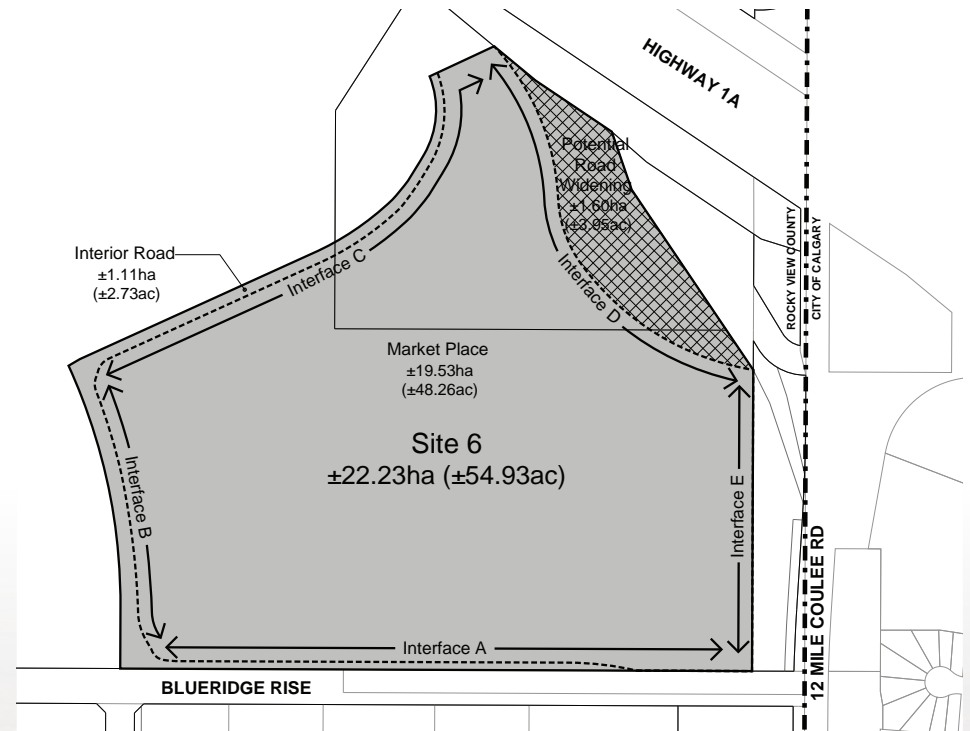 HIGHWAY 1A
Potential
Road
Widening
±1.60ha
(±3.95ac)
ROCKY VIEW COUNTY
CITY OF CALGARY
Interior Road
±1.11ha
(±2.73ac)
Interface C
Interface D
Market Place
±19.53ha
(±48.26ac)
Site 6
±22.23ha (±54.93ac)
Interface B
Interface E
Interface A
12 MILE COULEE RD
BLUERIDGE RISE